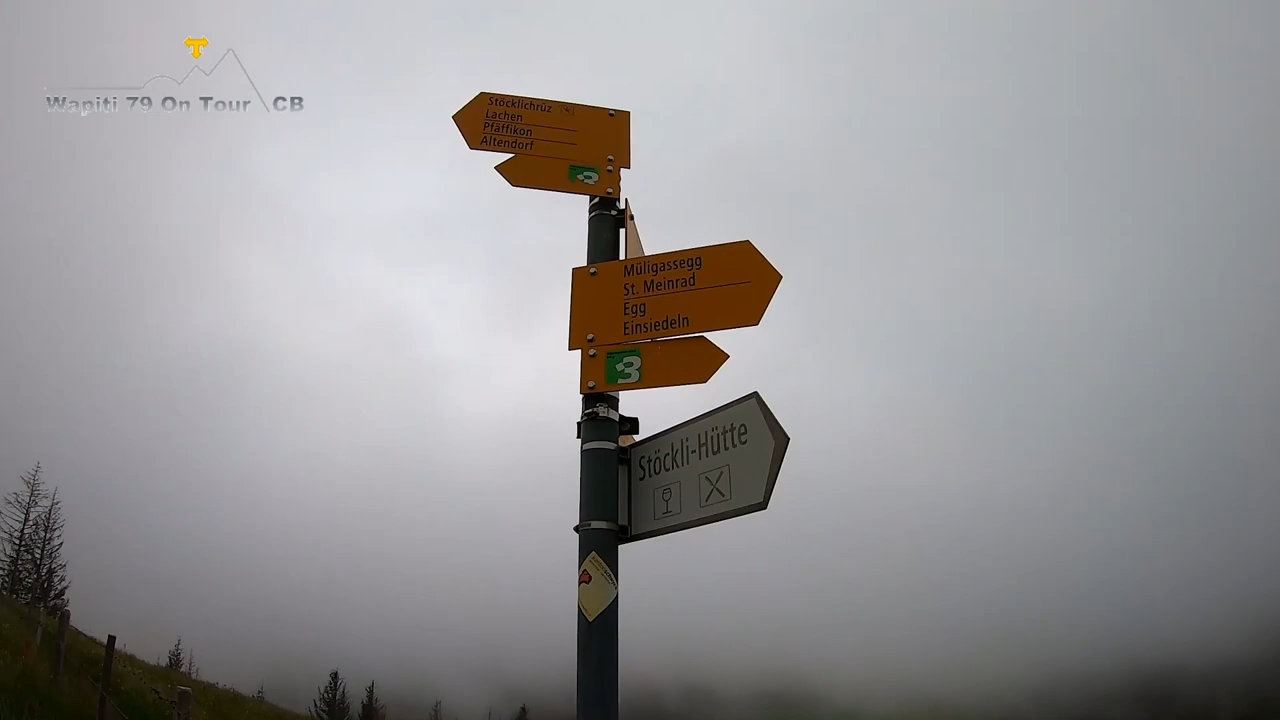 Wapiti 79 On Tour CB
Stöcklichrüz
Lachen
Pfäffikon
Altendorf
3
Müligassegg
St. Meinrad
Egg
Einsiedeln
3
Stöckli-Hütte